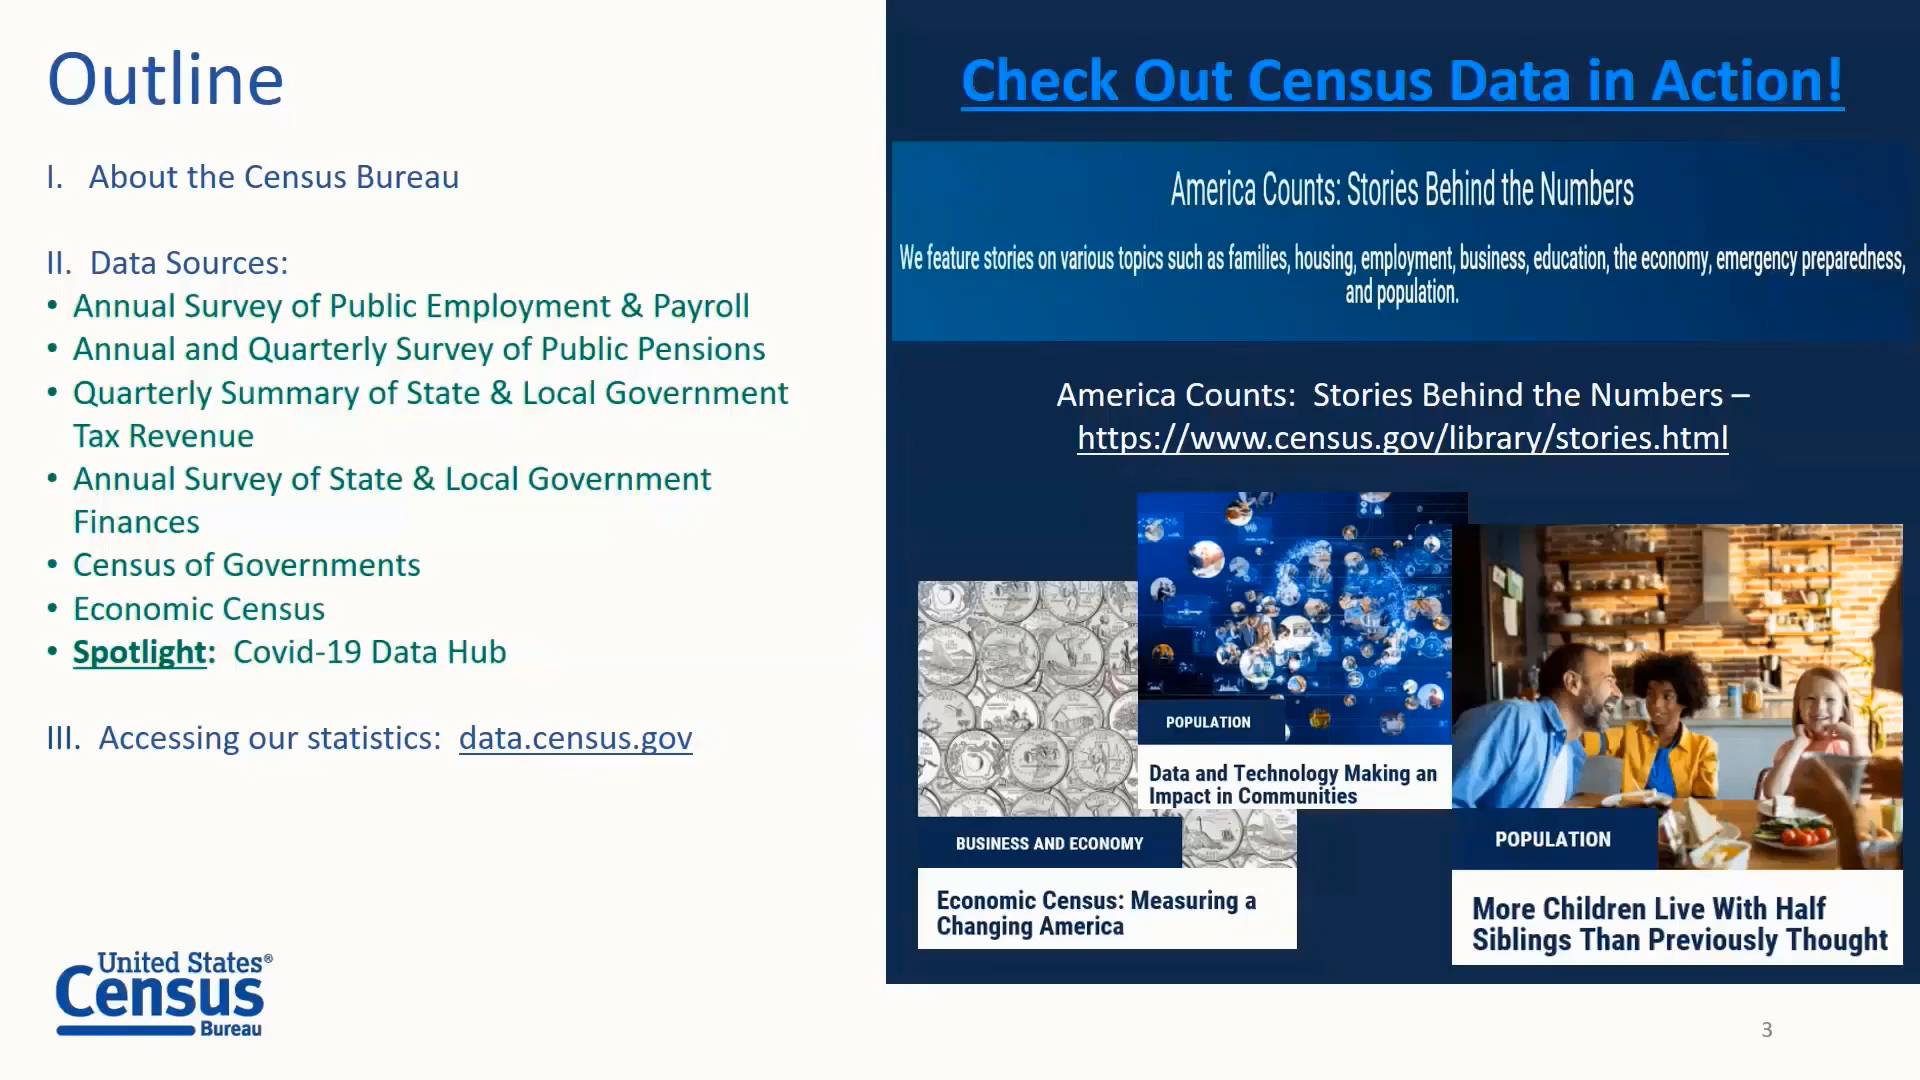 Outline
I. About the Census Bureau
II. Data Sources:
• Annual Survey of Public Employment & Payroll
• Annual and Quarterly Survey of Public Pensions
• Quarterly Summary of State & Local Government
Tax Revenue
• Annual Survey of State & Local Government
Finances
• Census of Governments
• Economic Census
• Spotlight: Covid-19 Data Hub
III. Accessing our statistics: data.census.gov
United States®
Census
Bureau
Check Out Census Data in Action!
America Counts: Stories Behind the Numbers
We feature stories on various topics such as families, housing, employment, business, education, the economy, emergency preparedness,
and population.
America Counts: Stories Behind the Numbers –
https://www.census.gov/library/stories.html
BUSINESS AND ECONOMY
Economic Census: Measuring a
Changing America
POPULATION
Data and Technology Making an
Impact in Communities
POPULATION
More Children Live With Half
Siblings Than Previously Thought
3